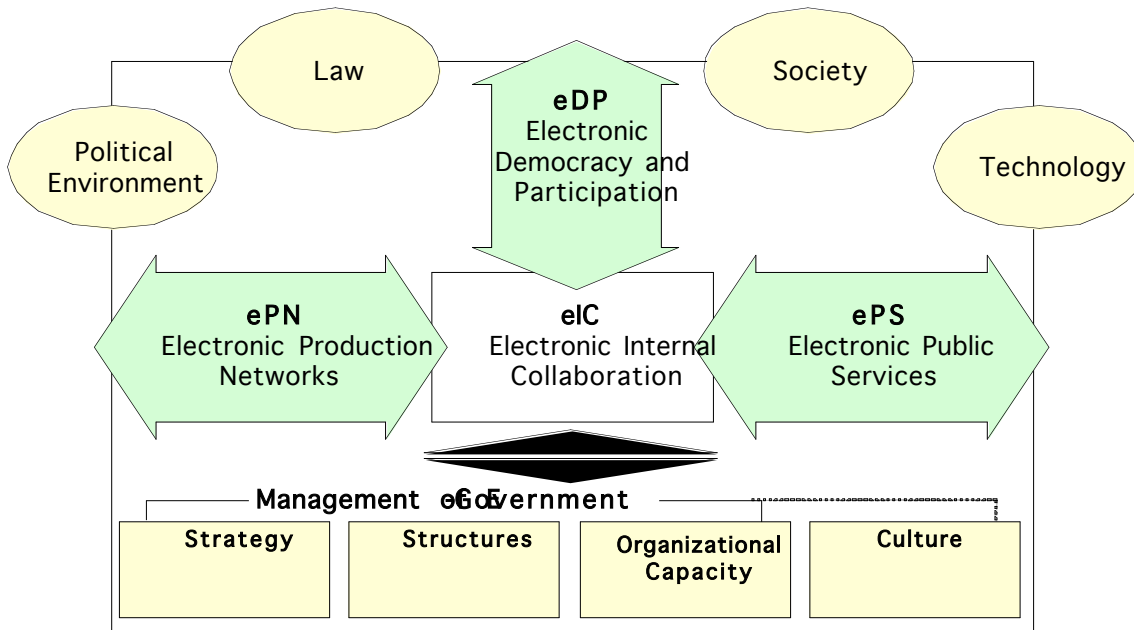 Law
Society
Political
Environment
Technology
eDP
Electronic
Democracy and
Participation
ePN
Electronic Production
Networks
eIC
Electronic Internal
Collaboration
ePS
Electronic Public
Services
Management
Strategy
Structures
Organizational
Capacity
Culture